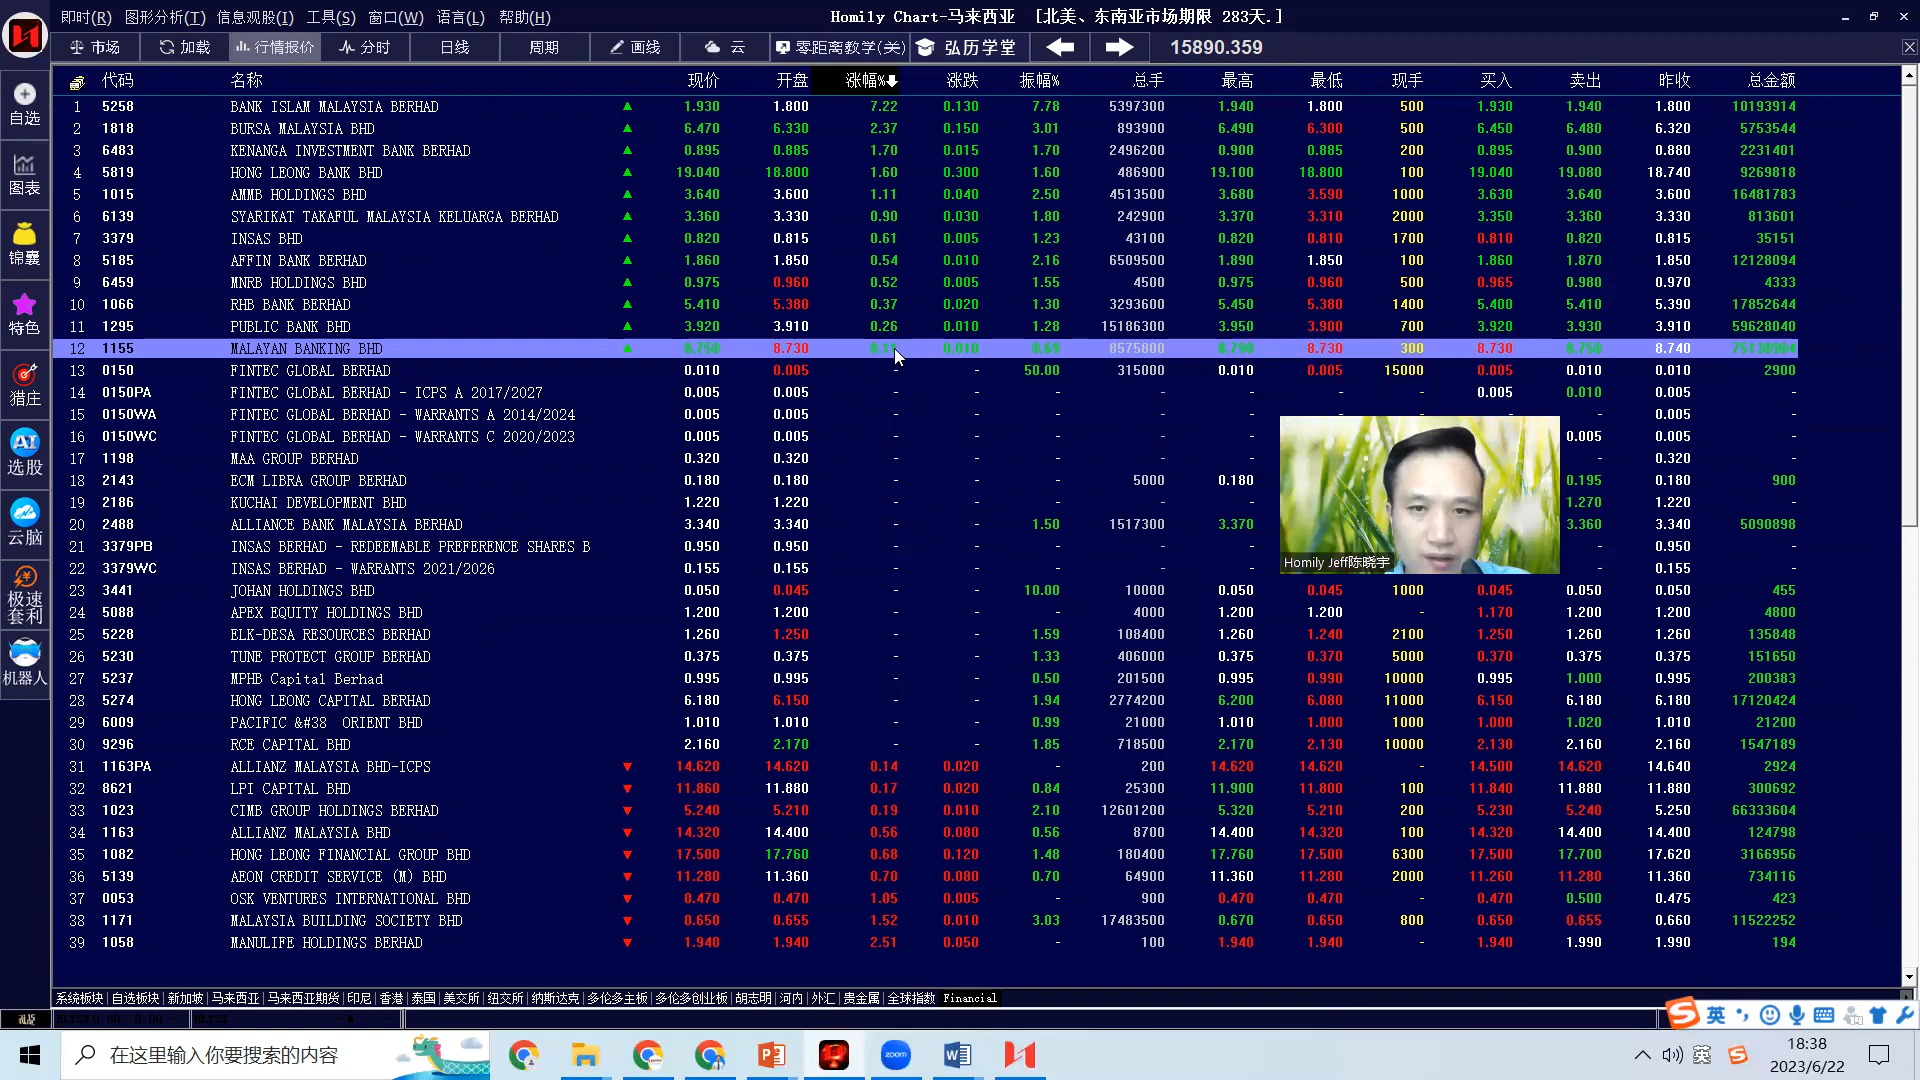 即时(R) 图形分析(T) 信息观股(I) 工具(S) 窗口(W) 语言(L) 帮助(H) Homily Chart-马来西亚 [北美、东南亚市场期限 283天.]
市场 加载 行情报价 分时 日线 周期 画线 云 零距离教学(关) 弘历学堂 15890.359
代码 名称 现价 开盘 涨幅% 涨跌 振幅% 总手 最高 最低 现手 买入 卖出 昨收 总金额
1 5258 BANK ISLAM MALAYSIA BERHAD 1.930 1.800 7.22 0.130 7.78 5397300 1.940 1.800 500 1.930 1.940 1.800 10193914
2 1818 BURSA MALAYSIA BHD 6.470 6.330 2.37 0.150 3.01 893900 6.490 6.300 500 6.450 6.480 6.320 5753544
3 6483 KENANGA INVESTMENT BANK BERHAD 0.895 0.885 1.70 0.015 1.70 2496200 0.900 0.885 200 0.895 0.900 0.880 2231401
4 5819 HONG LEONG BANK BHD 19.040 18.800 1.60 0.300 1.60 486900 19.100 18.800 100 19.040 19.080 18.740 9269818
5 1015 AMMB HOLDINGS BHD 3.640 3.600 1.11 0.040 2.50 4513500 3.680 3.590 1000 3.630 3.640 3.600 16481783
6 6139 SYARIKAT TAKAFUL MALAYSIA KELUARGA BERHAD 3.360 3.330 0.90 0.030 1.80 242900 3.370 3.310 2000 3.350 3.360 3.330 813601
7 3379 INSAS BHD 0.820 0.815 0.61 0.005 1.23 43100 0.820 0.810 1700 0.810 0.820 0.815 35151
8 5185 AFFIN BANK BERHAD 1.860 1.850 0.54 0.010 2.16 6509500 1.890 1.850 100 1.860 1.870 1.850 12128094
9 6459 MNRB HOLDINGS BHD 0.975 0.960 0.52 0.005 1.55 4500 0.975 0.960 500 0.965 0.980 0.970 4333
10 1066 RHB BANK BERHAD 5.410 5.380 0.37 0.020 1.30 3293600 5.450 5.380 1400 5.400 5.410 5.390 17852644
11 1295 PUBLIC BANK BHD 3.920 3.910 0.26 0.010 1.28 15186300 3.950 3.900 700 3.920 3.930 3.910 59628040
12 1155 MALAYAN BANKING BHD 8.750 8.730 0.010 0.69 8575800 8.790 8.730 300 8.730 8.750 8.740
13 0150 FINTEC GLOBAL BERHAD 0.010 0.005 - - 50.00 315000 0.010 0.005 15000 0.005 0.010 0.010 2900
14 0150PA FINTEC GLOBAL BERHAD - ICPS A 2017/2027 0.005 0.005 - - - - - - - 0.005 0.010 0.005 -
15 0150WA FINTEC GLOBAL BERHAD - WARRANTS A 2014/2024 0.005 0.005 - - - - - - - - - 0.005 -
16 0150WC FINTEC GLOBAL BERHAD - WARRANTS C 2020/2023 0.005 0.005 - - - - - 0.005 0.005 -
17 1198 MAA GROUP BERHAD 0.320 0.320 - - - - - - 0.320 -
18 2143 ECM LIBRA GROUP BERHAD 0.180 0.180 - - - 5000 0.180 0.195 0.180 900
19 2186 KUCHAI DEVELOPMENT BHD 1.220 1.220 - - - - - 1.270 1.220 -
20 2488 ALLIANCE BANK MALAYSIA BERHAD 3.340 3.340 - - 1.50 1517300 3.370 3.360 3.340 5090898
21 3379PB INSAS BERHAD - REDEEMABLE PREFERENCE SHARES B 0.950 0.950 - - - - - - 0.950 -
22 3379WC INSAS BERHAD - WARRANTS 2021/2026 0.155 0.155 - - - - - - 0.155 -
23 3441 JOHAN HOLDINGS BHD 0.050 0.045 - - 10.00 10000 0.050 0.045 1000 0.045 0.050 0.050 455
24 5088 APEX EQUITY HOLDINGS BHD 1.200 1.200 - - - 4000 1.200 1.200 - 1.170 1.200 1.200 4800
25 5228 ELK-DESA RESOURCES BERHAD 1.260 1.250 - - 1.59 108400 1.260 1.240 2100 1.250 1.260 1.260 135848
26 5230 TUNE PROTECT GROUP BERHAD 0.375 0.375 - - 1.33 406000 0.375 0.370 5000 0.370 0.375 0.375 151650
27 5237 MPHB Capital Berhad 0.995 0.995 - - 0.50 201500 0.995 0.990 10000 0.995 1.000 0.995 200383
28 5274 HONG LEONG CAPITAL BERHAD 6.180 6.150 - - 1.94 2774200 6.200 6.080 11000 6.150 6.180 6.180 17120424
29 6009 PACIFIC &#38 ORIENT BHD 1.010 1.010 - - 0.99 21000 1.010 1.000 1000 1.000 1.020 1.010 21200
30 9296 RCE CAPITAL BHD 2.160 2.170 - - 1.85 718500 2.170 2.130 10000 2.130 2.160 2.160 1547189
31 1163PA ALLIANZ MALAYSIA BHD-ICPS 14.620 14.620 0.14 0.020 - 200 14.620 14.620 - 14.500 14.620 14.640 2924
32 8621 LPI CAPITAL BHD 11.860 11.880 0.17 0.020 0.84 25300 11.900 11.800 100 11.840 11.880 11.880 300692
33 1023 CIMB GROUP HOLDINGS BERHAD 5.240 5.210 0.19 0.010 2.10 12601200 5.320 5.210 200 5.230 5.240 5.250 66333604
34 1163 ALLIANZ MALAYSIA BHD 14.320 14.400 0.56 0.080 0.56 8700 14.400 14.320 100 14.320 14.400 14.400 124798
35 1082 HONG LEONG FINANCIAL GROUP BHD 17.500 17.760 0.68 0.120 1.48 180400 17.760 17.500 6300 17.500 17.700 17.620 3166956
36 5139 AEON CREDIT SERVICE (M) BHD 11.280 11.360 0.70 0.080 0.70 64900 11.360 11.280 2000 11.260 11.280 11.360 734116
37 0053 OSK VENTURES INTERNATIONAL BHD 0.470 0.470 1.05 0.005 - 900 0.470 0.470 - 0.470 0.500 0.475 423
38 1171 MALAYSIA BUILDING SOCIETY BHD 0.650 0.655 1.52 0.010 3.03 17483500 0.670 0.650 800 0.650 0.655 0.660 11522252
39 1058 MANULIFE HOLDINGS BERHAD 1.940 1.940 2.51 0.050 - 100 1.940 1.940 - 1.940 1.990 1.990 194
自选
图表
锦囊
特色
猎庄
AI
选股
云脑
极速
套利
机器人
Homily Jeff陈晓宇
系统板块 自选板块 新加坡 马来西亚 马来西亚期货 印尼 香港 泰国 美交所 纽交所 纳斯达克 多伦多主板 多伦多创业板 胡志明 河内 外汇 贵金属 全球指数 Financial
英
在这里输入你要搜索的内容
zoom
英
18:38
2023/6/22